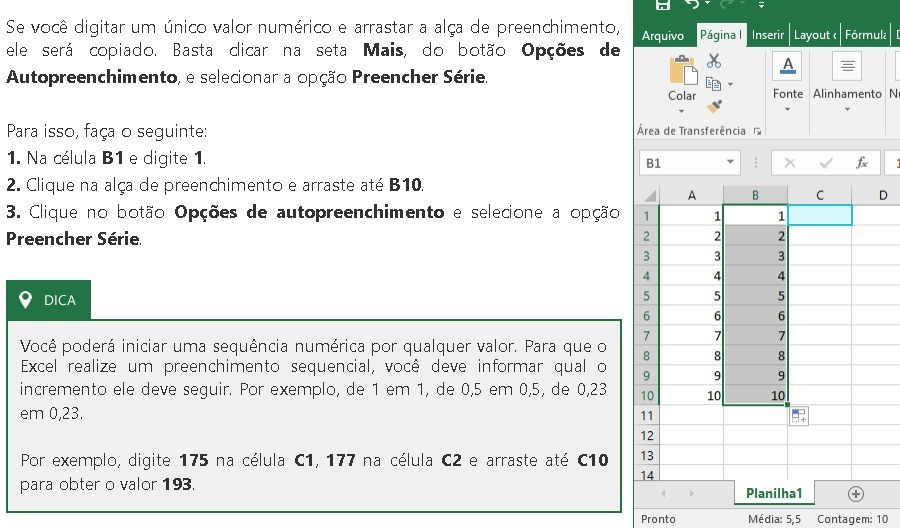 Se você digitar um único valor numérico e arrastar a alça de preenchimento,
ele será copiado. Basta clicar na seta Mais, do botão Opções de
Autopreenchimento, e selecionar a opção Preencher Série.
Para isso, faça o seguinte:
1. Na célula B1 e digite 1.
2. Clique na alça de preenchimento e arraste até B10.
3. Clique no botão Opções de autopreenchimento e selecione a opção
Preencher Série.
DICA
Você poderá iniciar uma sequência numérica por qualquer valor. Para que o
Excel realize um preenchimento sequencial, você deve informar qual o
incremento ele deve seguir. Por exemplo, de 1 em 1, de 0,5 em 0,5, de 0,23
em 0,23.
Por exemplo, digite 175 na célula C1, 177 na célula C2 e arraste até C10
para obter o valor 193.
Arquivo Página I Inserir Layout Fórmula
Colar Fonte Alinhamento
Área de Transferência
B1 fx 1
A B C D
1 1 1
2 2 2
3 3 3
4 4 4
5 5 5
6 6 6
7 7 7
8 8 8
9 9 9
10 10 10
11
12
13
14
Planilha1
Pronto Média: 5,5 Contagem: 10